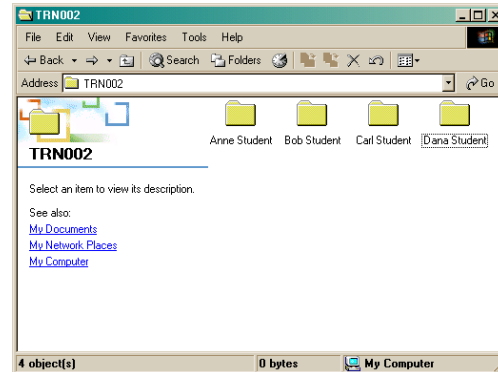 TRN002
File Edit View Favorites Tools Help
Back Search Folders
Address TRN002 Go
TRN002
Select an item to view its description.
See also:
My Documents
My Network Places
My Computer
Anne Student Bob Student Carl Student Dana Student
4 object(s) 0 bytes My Computer